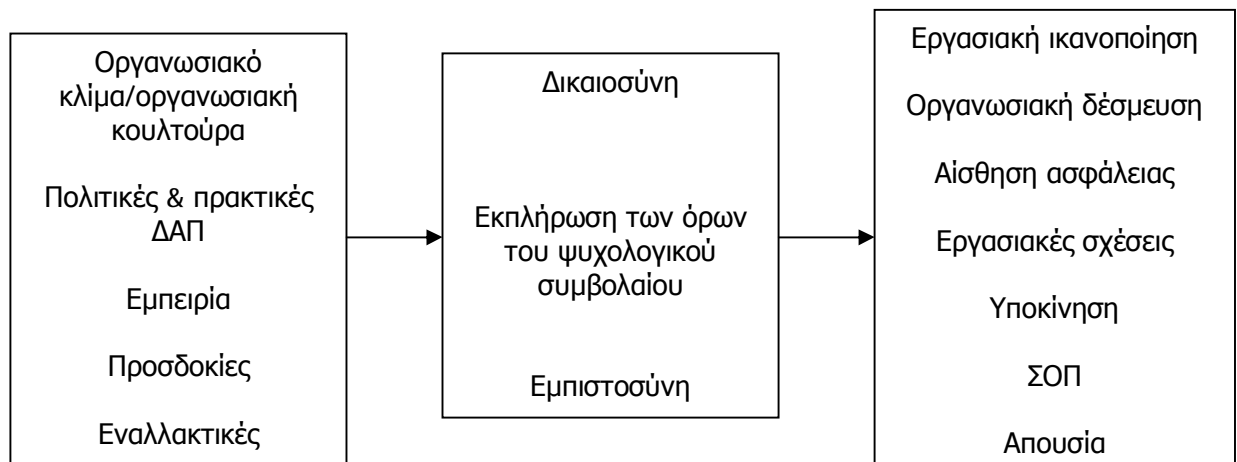 Οργανωσιακό
κλίμα/οργανωσιακή
κουλτούρα
Πολιτικές & πρακτικές
ΔΑΠ
Εμπειρία
Προσδοκίες
Εναλλακτικές
Δικαιοσύνη
Εκπλήρωση των όρων
του ψυχολογικού
συμβολαίου
Εμπιστοσύνη
Εργασιακή ικανοποίηση
Οργανωσιακή δέσμευση
Αίσθηση ασφάλειας
Εργασιακές σχέσεις
Υποκίνηση
ΣΟΠ
Απουσία